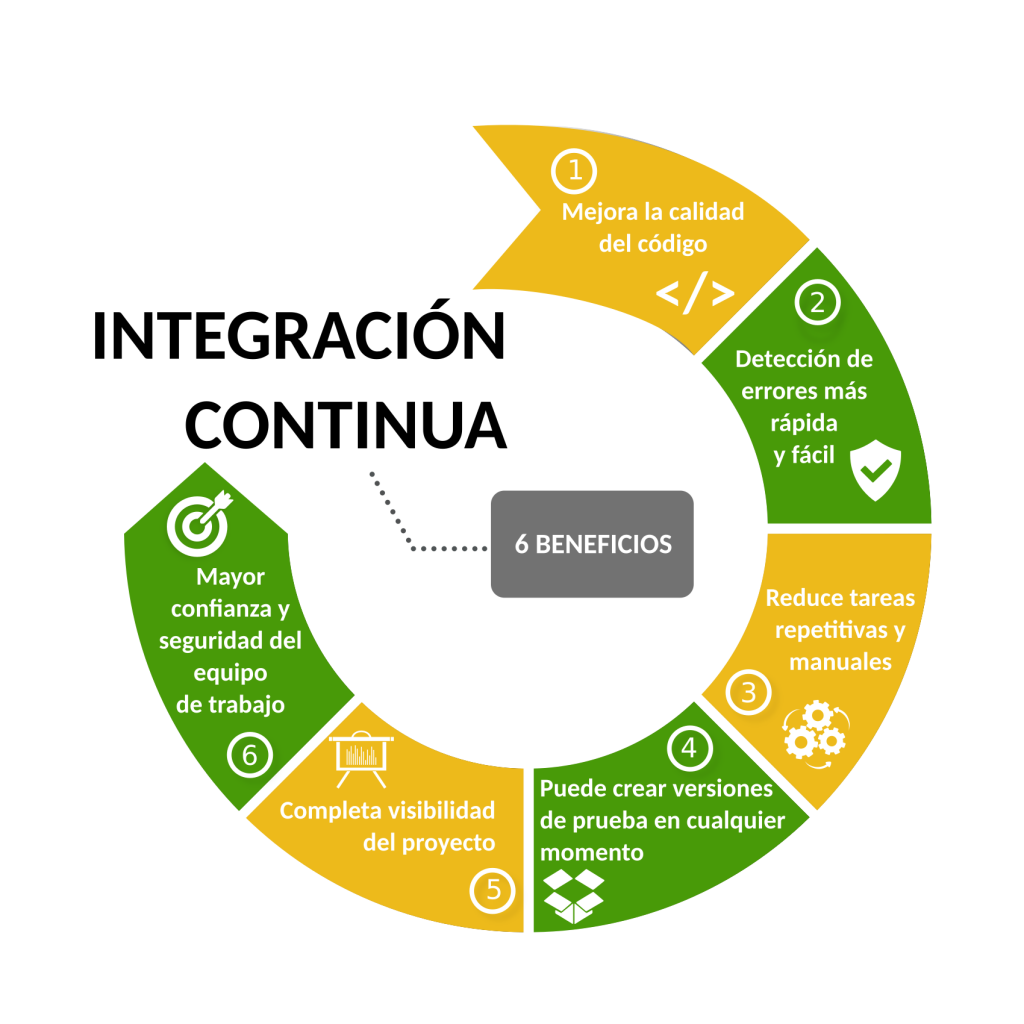 INTEGRACIÓN
CONTINUA
6 BENEFICIOS
1
Mejora la calidad
del código
</>
2
Detección de
errores más
rápida
y fácil
Reduce tareas
repetitivas y
manuales
3
4
Puede crear versiones
de prueba en cualquier
momento
Completa visibilidad
del proyecto
5
Mayor
confianza y
seguridad del
equipo
de trabajo
6